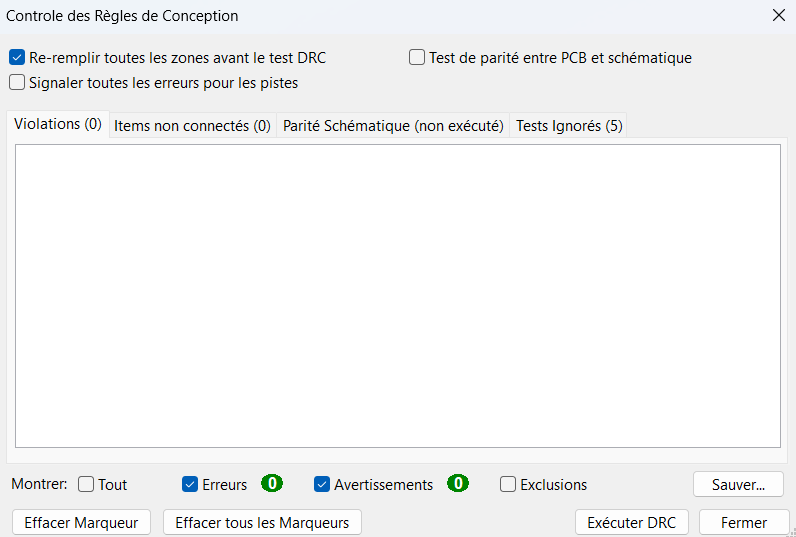 Controle des Règles de Conception
Re-remplir toutes les zones avant le test DRC
Test de parité entre PCB et schématique
Signaler toutes les erreurs pour les pistes
Violations (0) Items non connectés (0) Parité Schématique (non exécuté) Tests Ignorés (5)
Montrer: Tout Erreurs 0 Avertissements 0 Exclusions Sauver...
Effacer Marqueur Effacer tous les Marqueurs Exécuter DRC Fermer